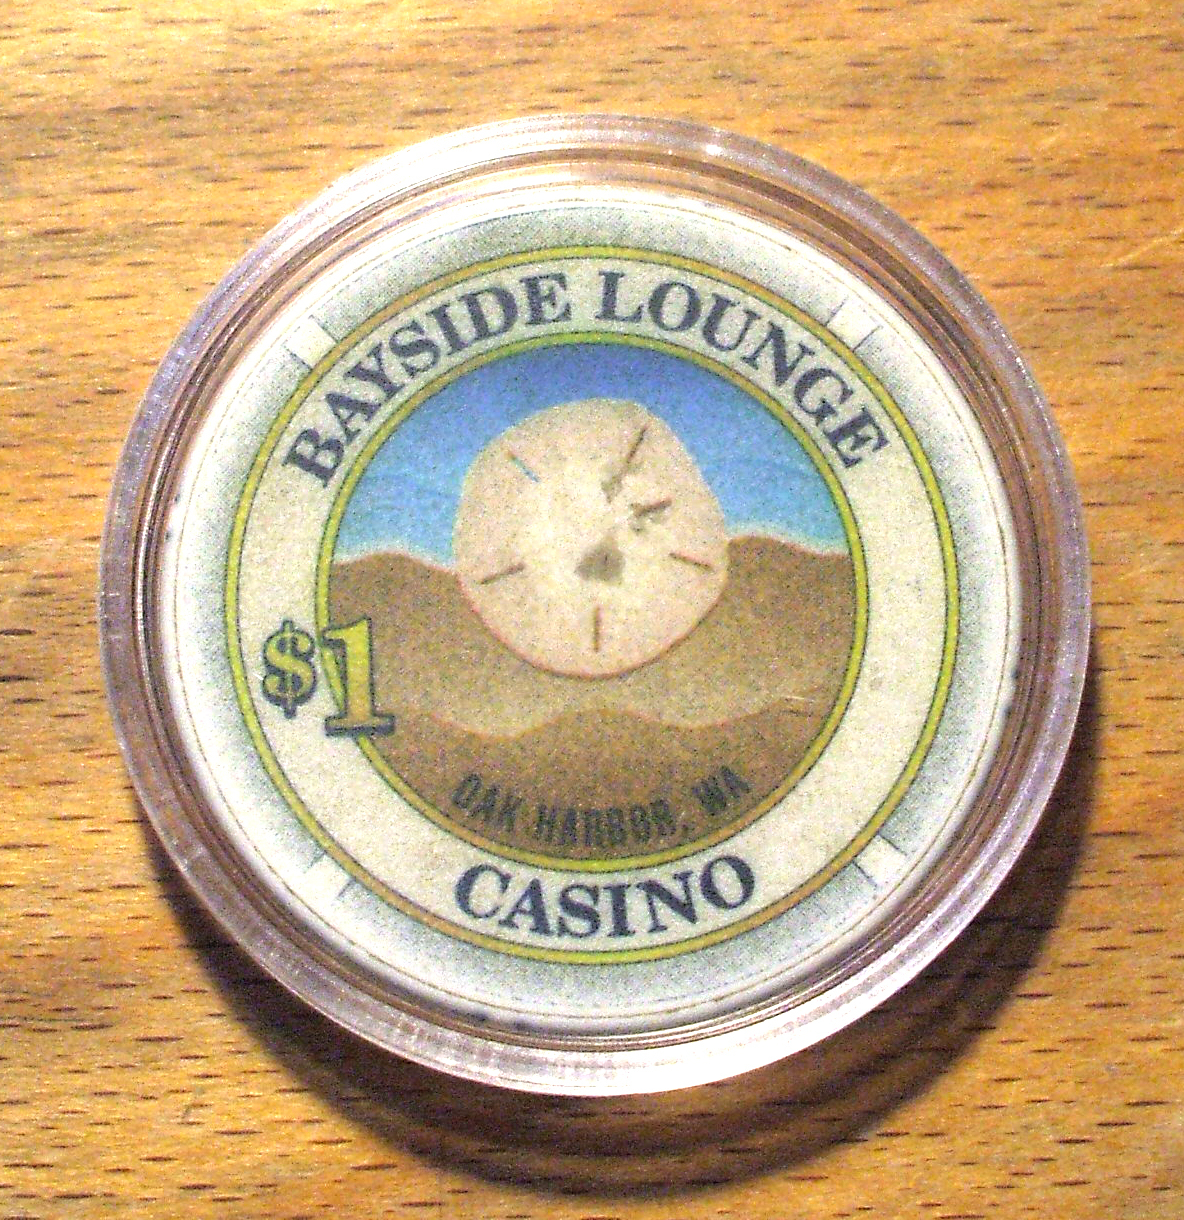 BAYSIDE LOUNGE
$1
OAK HARBOR, WA
CASINO